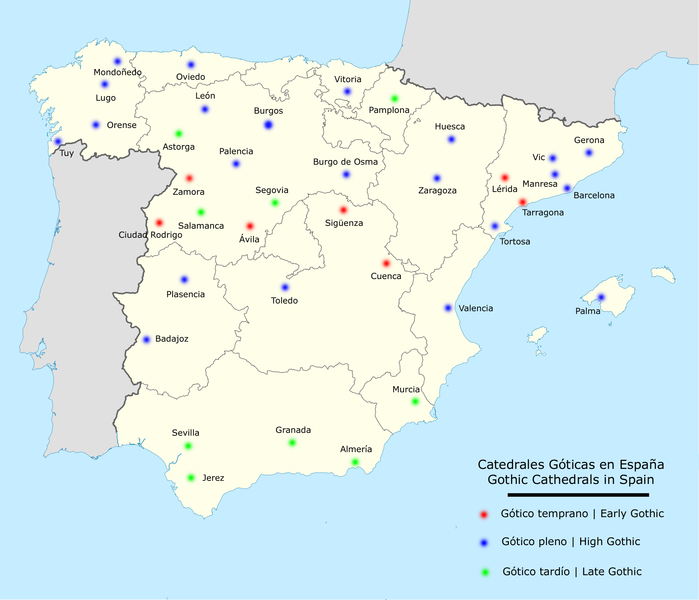 Mondoñedo
Oviedo
Vitoria
Lugo
León
Burgos
Pamplona
Orense
Huesca
Astorga
Palencia
Burgo de Osma
Vic
Gerona
Tuy
Zamora
Segovia
Zaragoza
Lérida
Manresa
Barcelona
Salamanca
Sigüenza
Tarragona
Ciudad Rodrigo
Ávila
Tortosa
Cuenca
Plasencia
Toledo
Valencia
Palma
Badajoz
Murcia
Sevilla
Granada
Almería
Jerez
Catedrales Góticas en España
Gothic Cathedrals in Spain
Gótico temprano | Early Gothic
Gótico pleno | High Gothic
Gótico tardío | Late Gothic